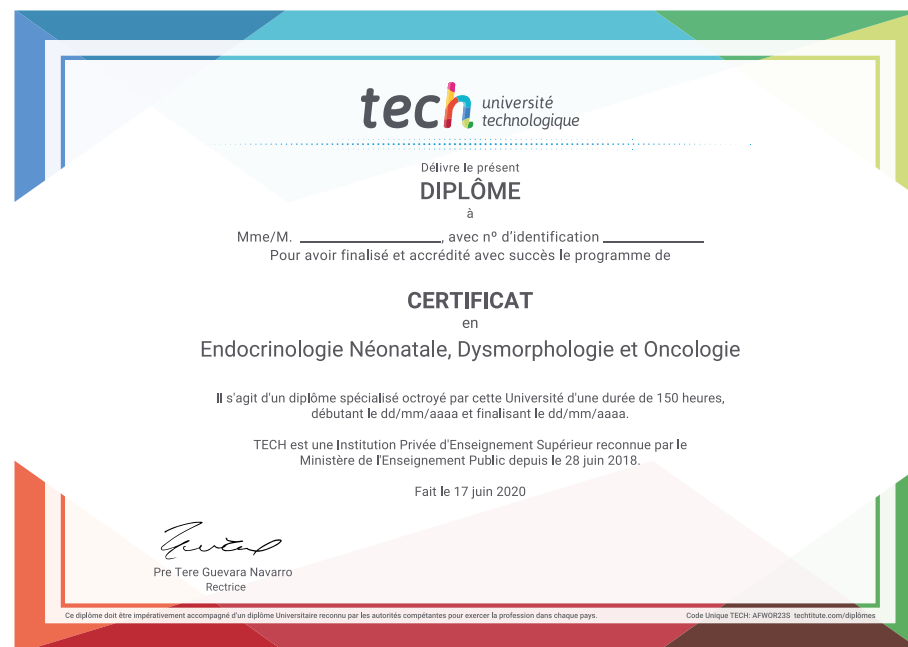 tech université
technologique
Délivre le présent
DIPLÔME
à
Mme/M. ____________________, avec nº d'identification ______________
Pour avoir finalisé et accrédité avec succès le programme de
CERTIFICAT
en
Endocrinologie Néonatale, Dysmorphologie et Oncologie
Il s'agit d'un diplôme spécialisé octroyé par cette Université d'une durée de 150 heures,
débutant le dd/mm/aaaa et finalisant le dd/mm/aaaa.
TECH est une Institution Privée d'Enseignement Supérieur reconnue par le
Ministère de l'Enseignement Public depuis le 28 juin 2018.
Fait le 17 juin 2020
Pre Tere Guevara Navarro
Rectrice
Ce diplôme doit être impérativement accompagné d'un diplôme Universitaire reconnu par les autorités compétentes pour exercer la profession dans chaque pays. Code Unique TECH: AFWOR23S techtitute.com/diplômes